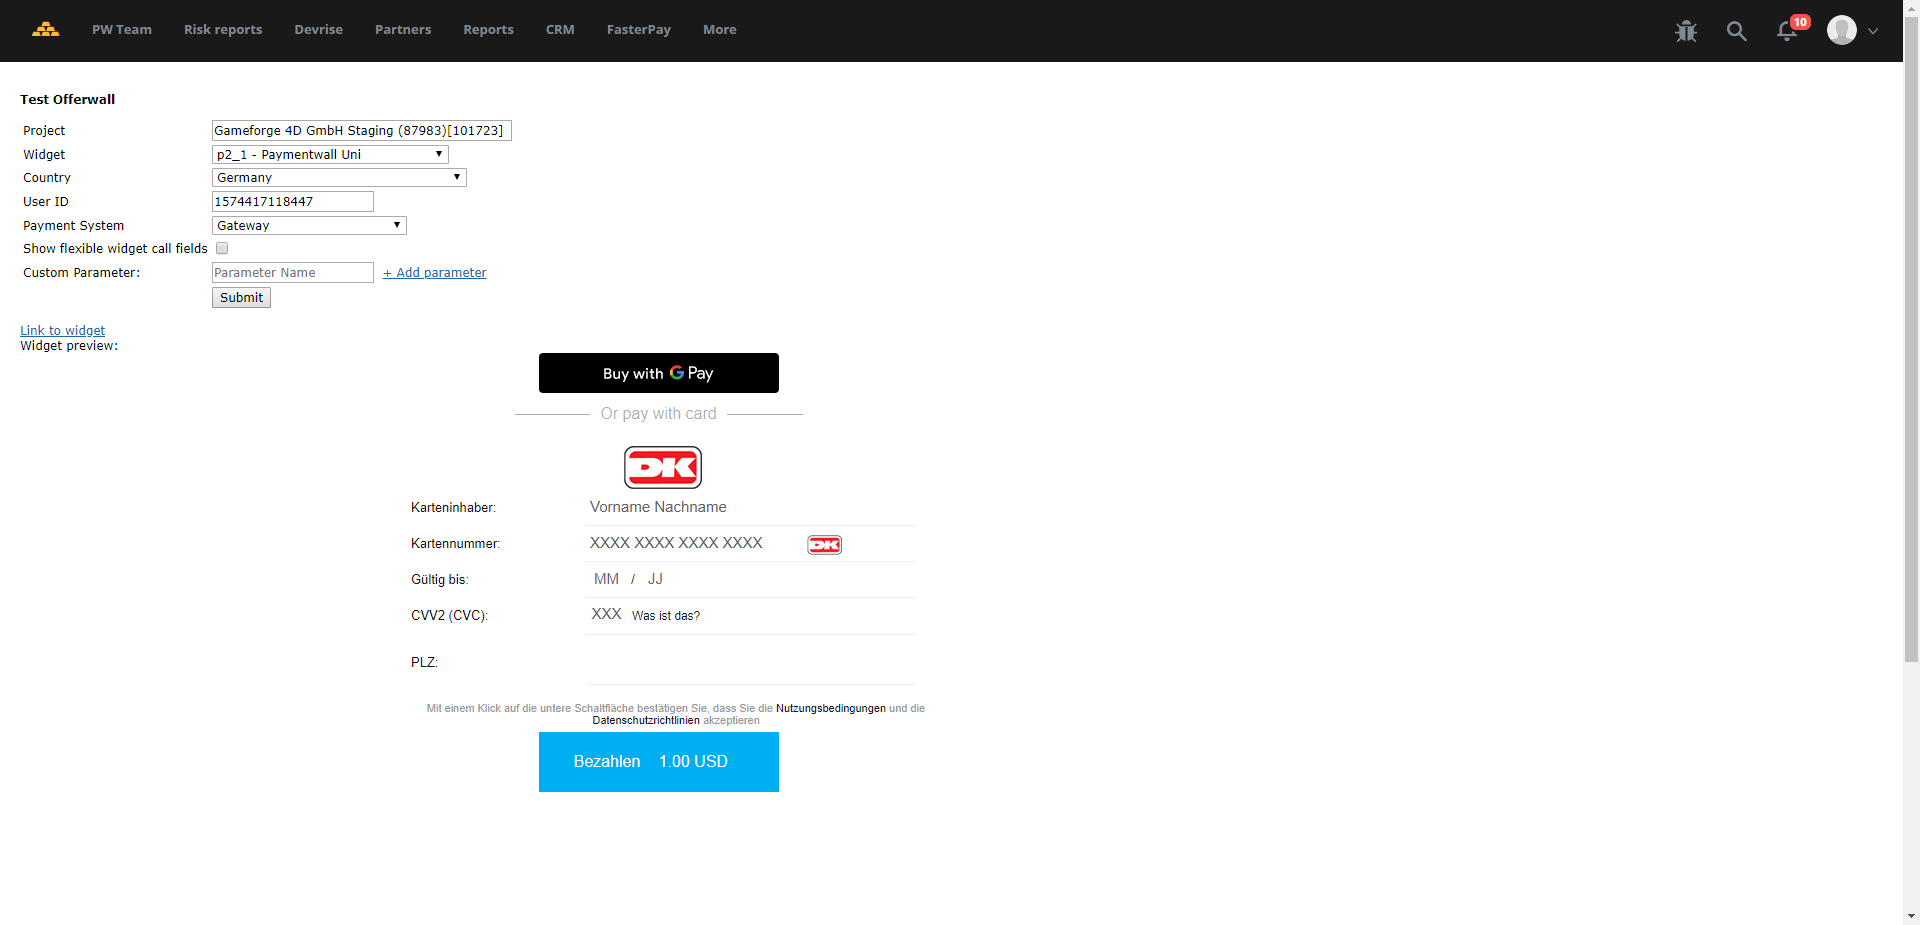 PW Team Risk reports Devrise Partners Reports CRM FasterPay More 10
Test Offerwall
Project Gameforge 4D GmbH Staging (87983)[101723]
Widget p2_1 - Paymentwall Uni
Country Germany
User ID 1574417118447
Payment System Gateway
Show flexible widget call fields
Custom Parameter: Parameter Name + Add parameter
Submit
Link to widget
Widget preview:
Buy with G Pay
Or pay with card
DK
Karteninhaber: Vorname Nachname
Kartennummer: XXXX XXXX XXXX XXXX DK
Gültig bis: MM / JJ
CVV2 (CVC): XXX Was ist das?
PLZ:
Mit einem Klick auf die untere Schaltfläche bestätigen Sie, dass Sie die Nutzungsbedingungen und die
Datenschutzrichtlinien akzeptieren
Bezahlen 1.00 USD